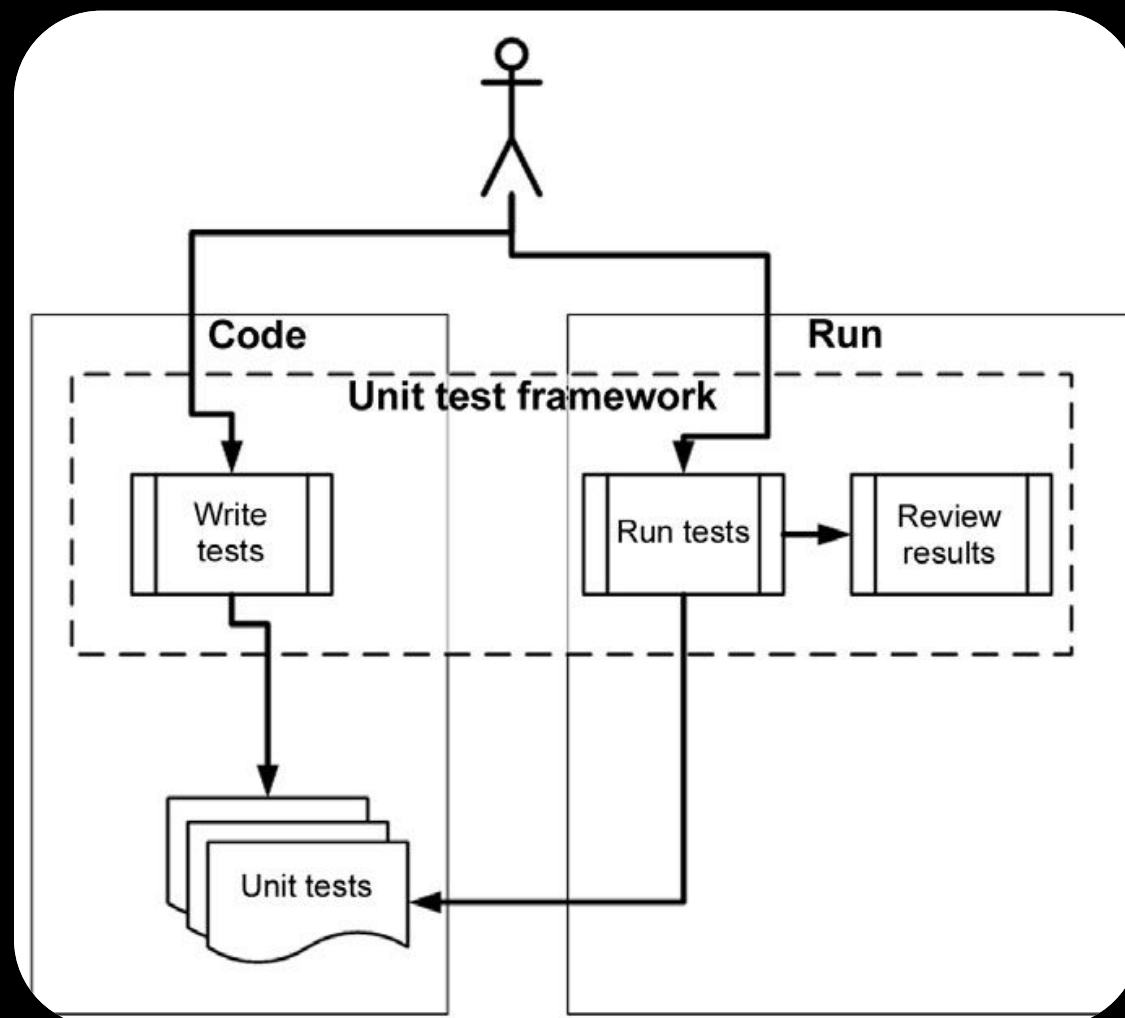 Code
Run
Unit test framework
Write
tests
Run tests
Review
results
Unit tests